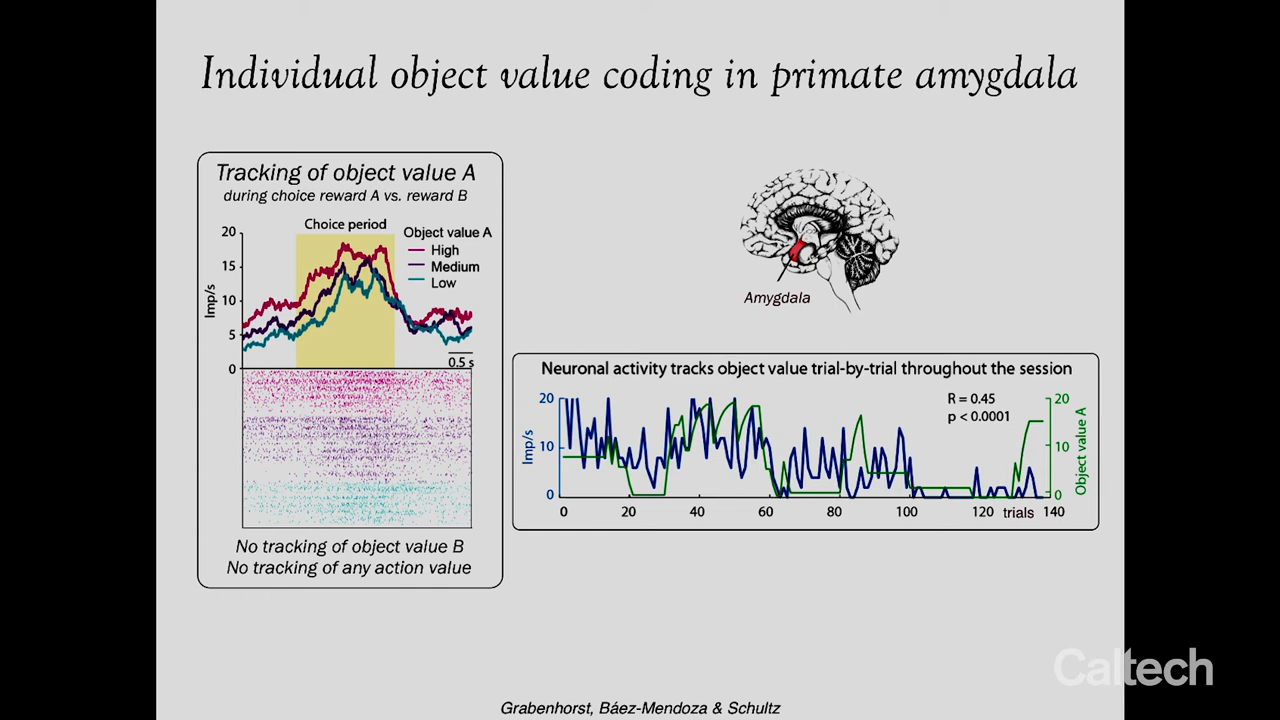 Individual object value coding in primate amygdala
Tracking of object value A
during choice reward A vs. reward B
Choice period
Object value A
High
Medium
Low
20
15
10
5
0
Imp/s
0.5 s
No tracking of object value B
No tracking of any action value
Amygdala
Neuronal activity tracks object value trial-by-trial throughout the session
R = 0.45
p < 0.0001
20
10
0
Imp/s
20
10
0
Object value A
0 20 40 60 80 100 120 trials 140
Caltech
Grabenhorst, Báez-Mendoza & Schultz